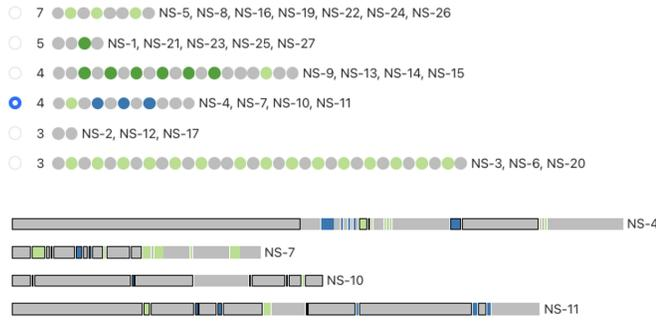 7 NS-5, NS-8, NS-16, NS-19, NS-22, NS-24, NS-26
5 NS-1, NS-21, NS-23, NS-25, NS-27
4 NS-9, NS-13, NS-14, NS-15
4 NS-4, NS-7, NS-10, NS-11
3 NS-2, NS-12, NS-17
3 NS-3, NS-6, NS-20
NS-4
NS-7
NS-10
NS-11